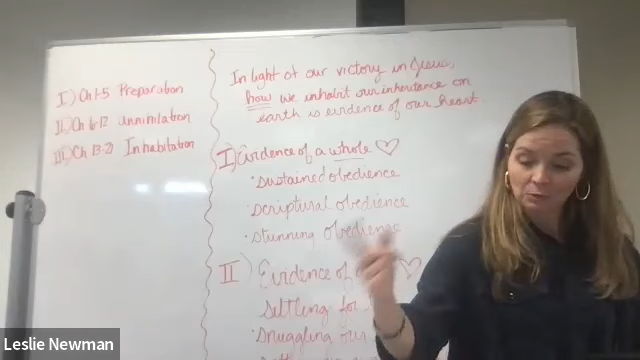 I) Ch 1-5 Preparation
II) Ch 6-12 Annihilation
III) Ch 13-21 Inhabitation
In light of our victory in Jesus,
how we inhabit our inheritance on
earth is evidence of our heart.
I) Evidence of a whole ♡
• Sustained obedience
• Scriptural obedience
• Stunning obedience
II) Evidence of ♡
Settling for
• Snuggling our
Leslie Newman